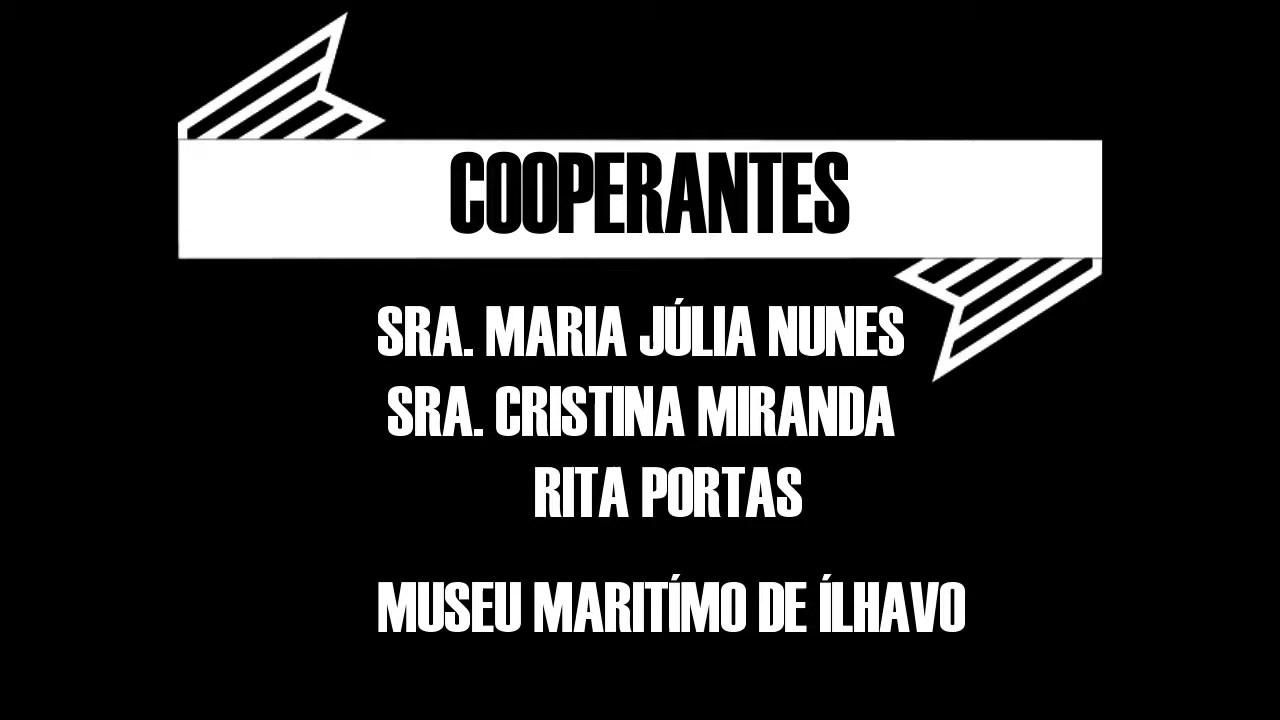 COOPERANTES
SRA. MARIA JÚLIA NUNES
SRA. CRISTINA MIRANDA
RITA PORTAS
MUSEU MARITÍMO DE ÍLHAVO